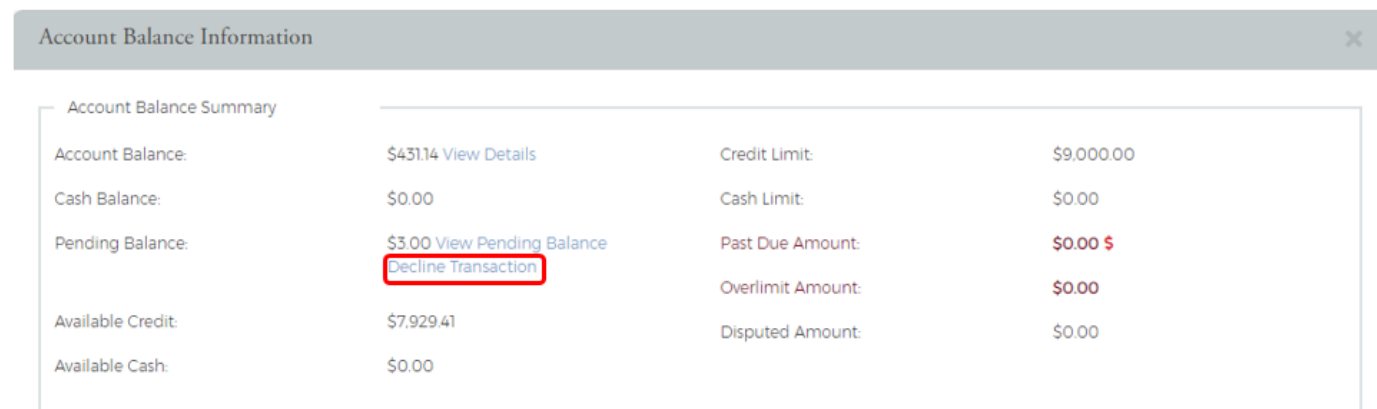 Account Balance Information
Account Balance Summary
Account Balance: $431.14 View Details Credit Limit: $9,000.00
Cash Balance: $0.00 Cash Limit: $0.00
Pending Balance: $3.00 View Pending Balance Past Due Amount: $0.00 $
Decline Transaction
Overlimit Amount: $0.00
Available Credit: $7,929.41 Disputed Amount: $0.00
Available Cash: $0.00